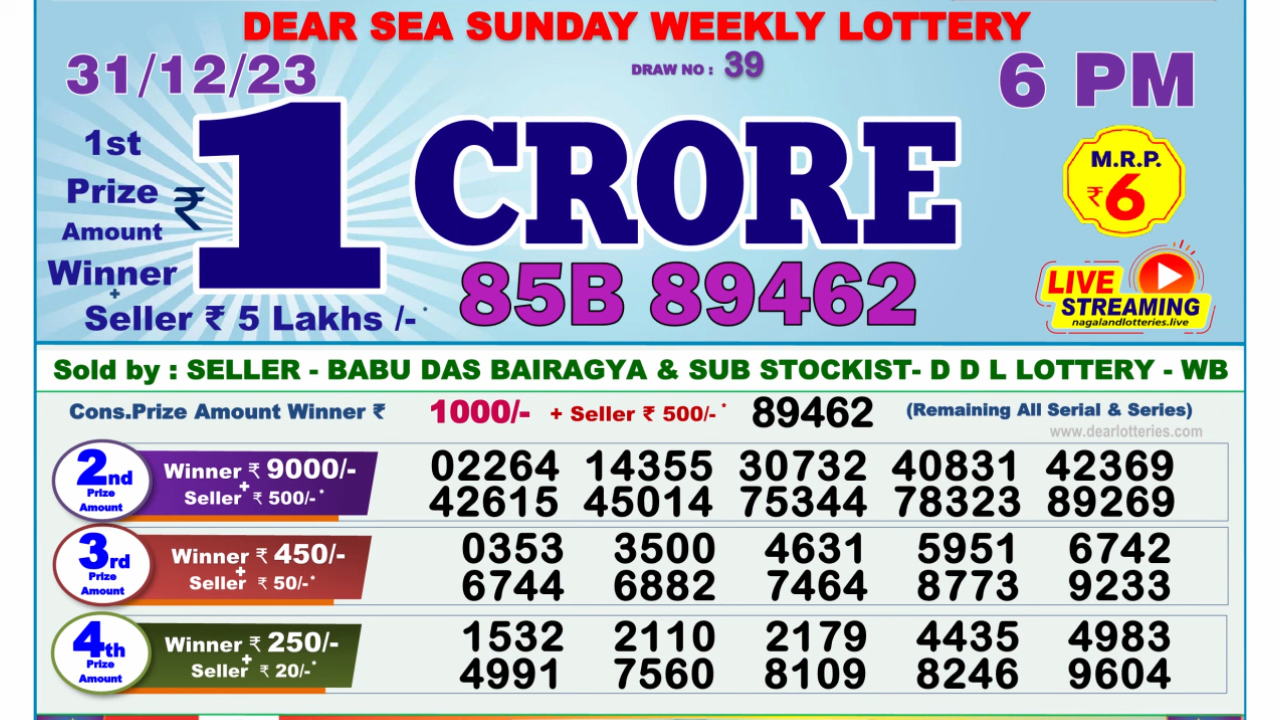 DEAR SEA SUNDAY WEEKLY LOTTERY
31/12/23
DRAW NO : 39
6 PM
1st
Prize
Amount
Winner
+
Seller ₹ 5 Lakhs /-*
₹ 1 CRORE
85B 89462
M.R.P.
₹6
LIVE
STREAMING
nagalandlotteries.live
Sold by : SELLER - BABU DAS BAIRAGYA & SUB STOCKIST- D D L LOTTERY - WB
Cons.Prize Amount Winner ₹ 1000/- + Seller ₹ 500/-* 89462 (Remaining All Serial & Series)
www.dearlotteries.com
2nd
Prize
Amount
Winner ₹ 9000/-
+
Seller ₹ 500/-*
02264 14355 30732 40831 42369
42615 45014 75344 78323 89269
3rd
Prize
Amount
Winner ₹ 450/-
+
Seller ₹ 50/-*
0353 3500 4631 5951 6742
6744 6882 7464 8773 9233
4th
Prize
Amount
Winner ₹ 250/-
+
Seller ₹ 20/-*
1532 2110 2179 4435 4983
4991 7560 8109 8246 9604